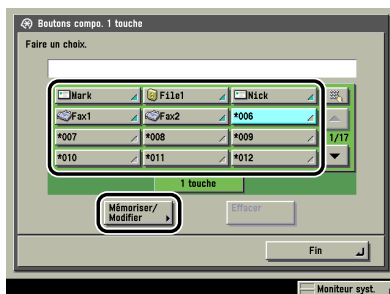 Boutons compo. 1 touche
Faire un choix.
Mark File1 Nick
Fax1 Fax2 *006
*007 *008 *009 1/17
*010 *011 *012
1 touche
Mémoriser/
Modifier
Effacer
Fin
Moniteur syst.